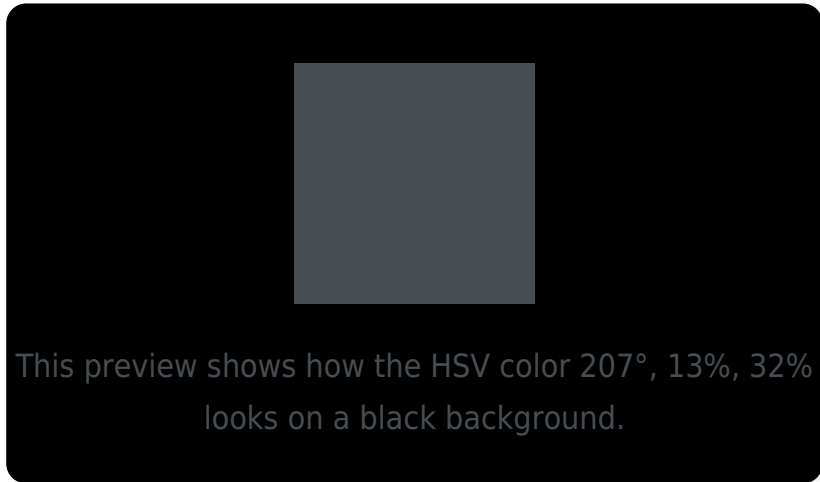 This preview shows how the HSV color 207°, 13%, 32%
looks on a black background.